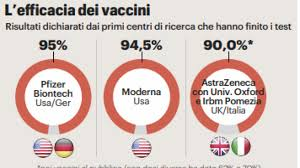 L'efficacia dei vaccini
Risultati dichiarati dai primi centri di ricerca che hanno finito i test
95% 94,5% 90,0%*
Pfizer
Biontech
Usa/Ger
Moderna
Usa
AstraZeneca
con Univ. Oxford
e Irbm Pomezia
UK/Italia